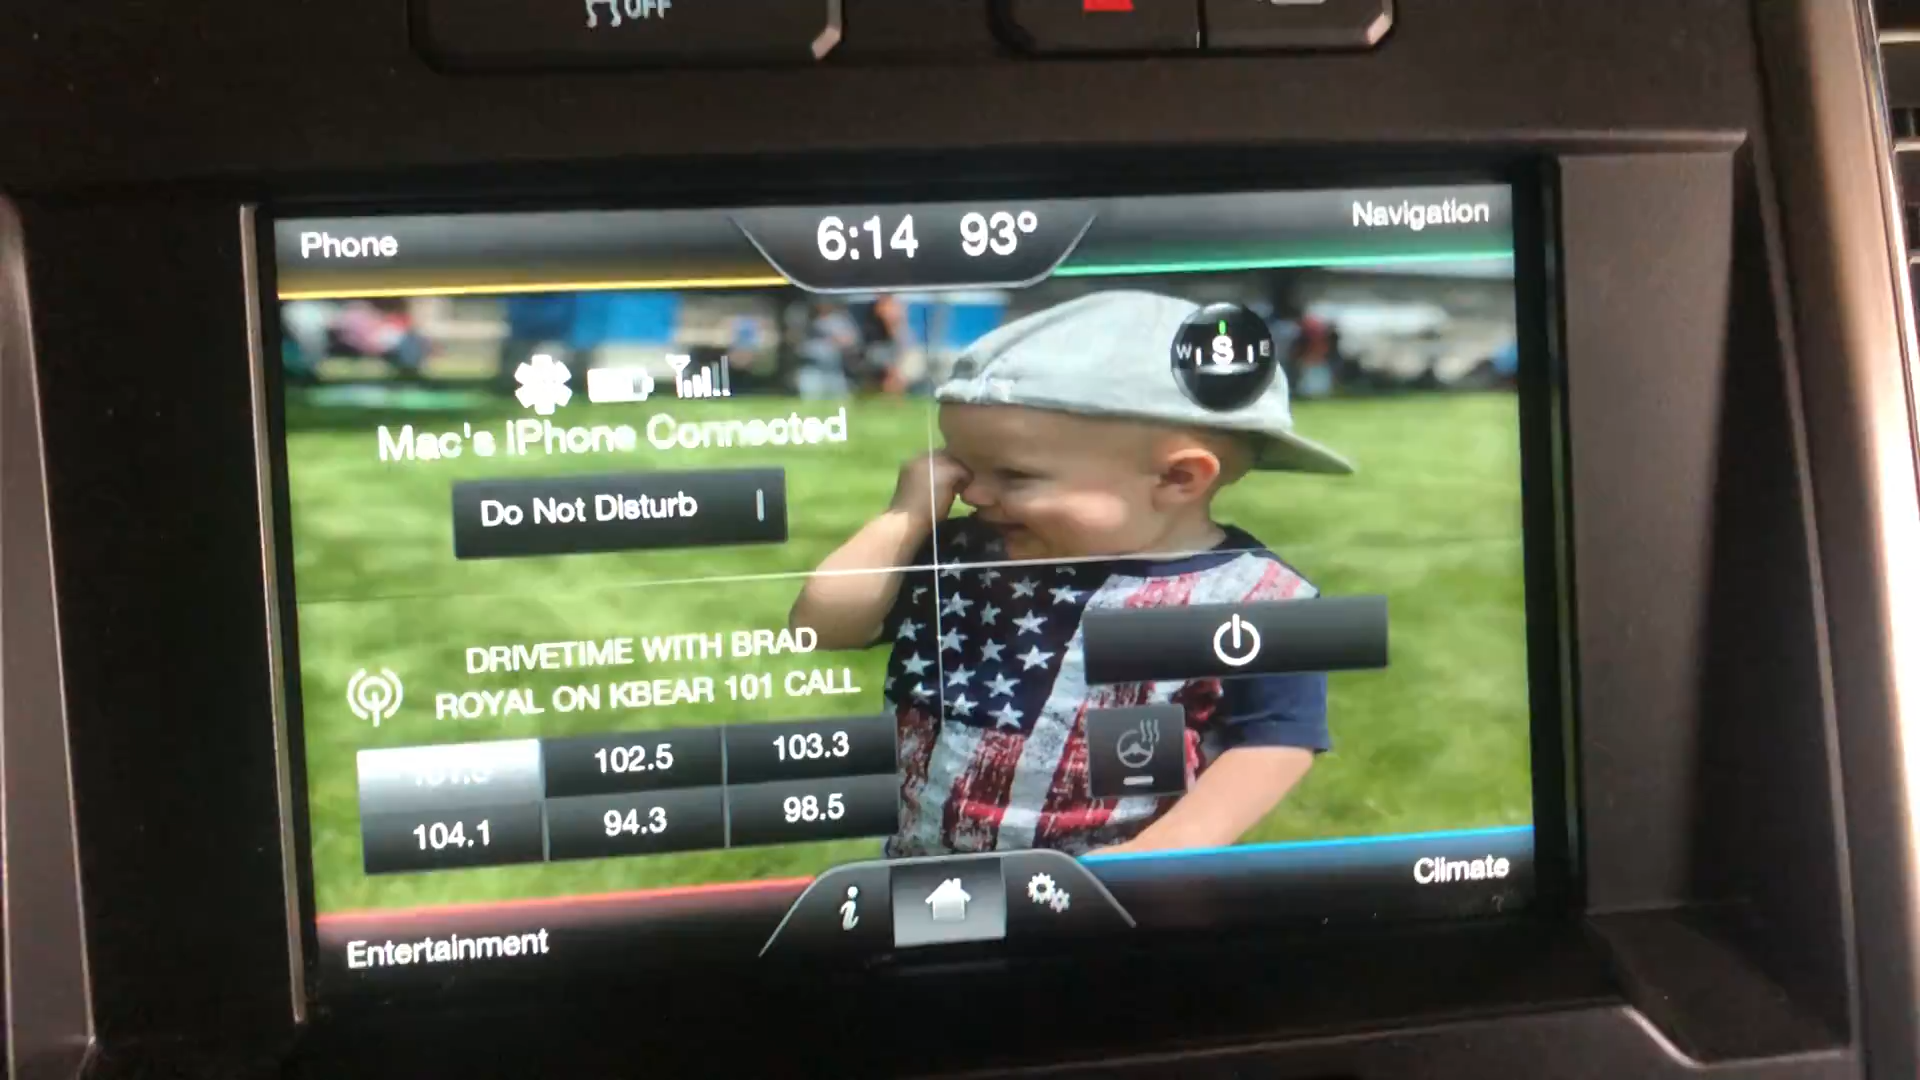 OFF
Phone
6:14 93°
Navigation
W S E
Mac's iPhone Connected
Do Not Disturb
DRIVETIME WITH BRAD
ROYAL ON KBEAR 101 CALL
102.5 103.3
104.1 94.3 98.5
i
Climate
Entertainment